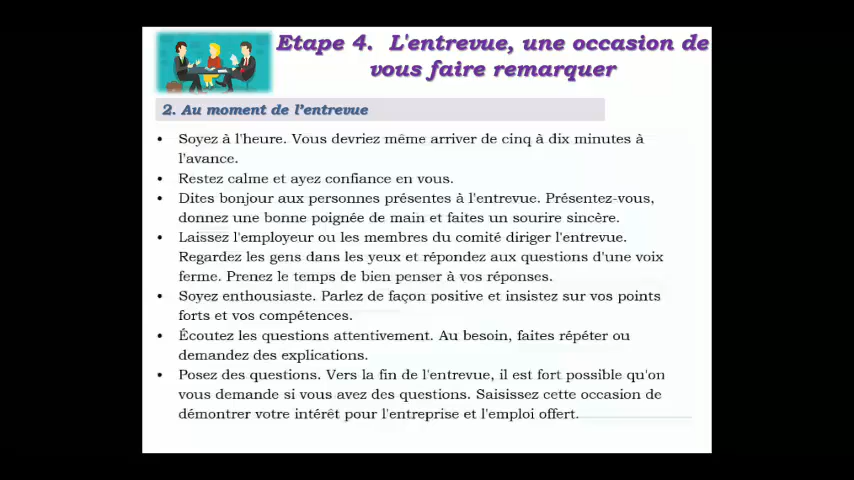 Etape 4. L'entrevue, une occasion de
vous faire remarquer
2. Au moment de l'entrevue
• Soyez à l'heure. Vous devriez même arriver de cinq à dix minutes à
l'avance.
• Restez calme et ayez confiance en vous.
• Dites bonjour aux personnes présentes à l'entrevue. Présentez-vous,
donnez une bonne poignée de main et faites un sourire sincère.
• Laissez l'employeur ou les membres du comité diriger l'entrevue.
Regardez les gens dans les yeux et répondez aux questions d'une voix
ferme. Prenez le temps de bien penser à vos réponses.
• Soyez enthousiaste. Parlez de façon positive et insistez sur vos points
forts et vos compétences.
• Écoutez les questions attentivement. Au besoin, faites répéter ou
demandez des explications.
• Posez des questions. Vers la fin de l'entrevue, il est fort possible qu'on
vous demande si vous avez des questions. Saisissez cette occasion de
démontrer votre intérêt pour l'entreprise et l'emploi offert.